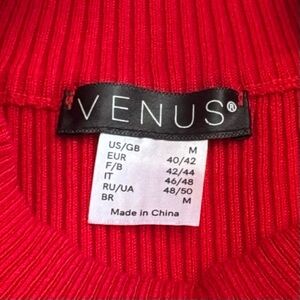 VENUS®
US/GB M
EUR 40/42
F/B 42/44
IT 46/48
RU/UA 48/50
BR M
Made in China